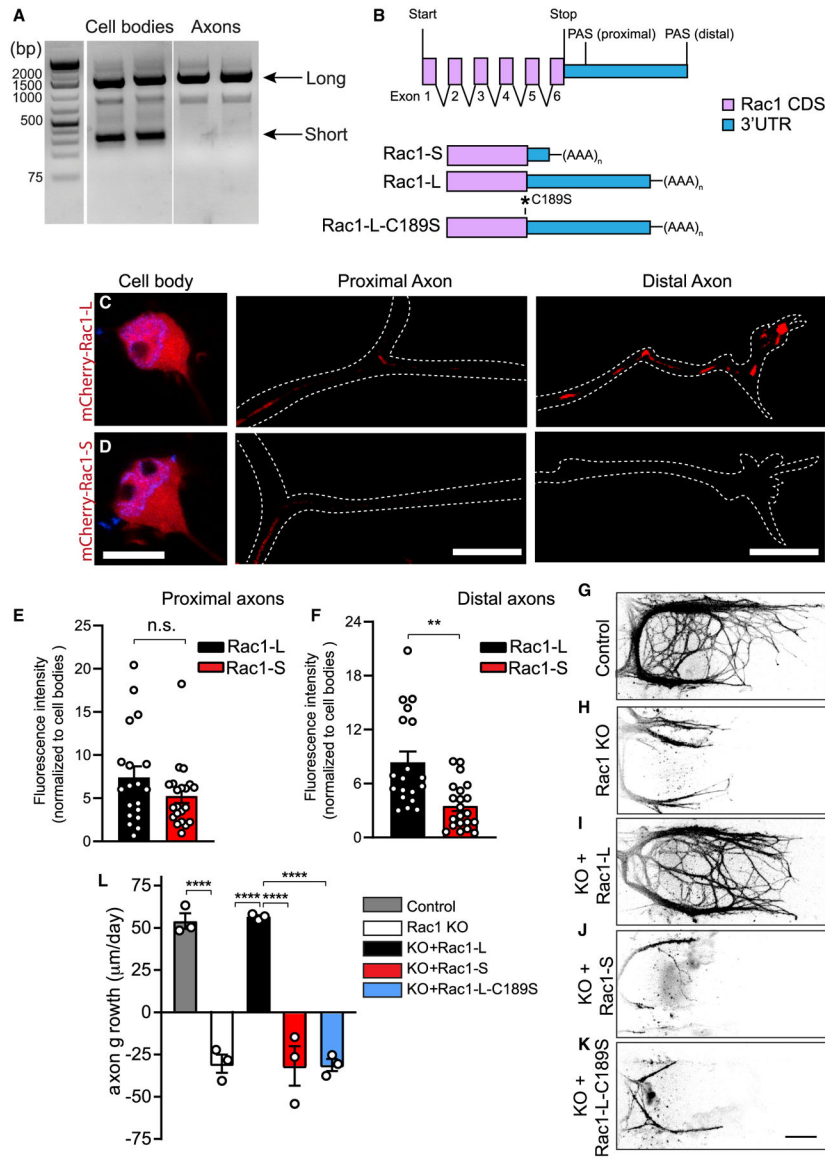 A
Cell bodies Axons
(bp)
2000
1500
1000
500
75
Long
Short
B
Start
Stop
PAS (proximal)
PAS (distal)
Exon 1 2 3 4 5 6
Rac1 CDS
3'UTR
Rac1-S (AAA)n
Rac1-L (AAA)n
*C189S
Rac1-L-C189S (AAA)n
Cell body Proximal Axon Distal Axon
C
mCherry-Rac1-L
D
mCherry-Rac1-S
E
Proximal axons
Fluorescence intensity
(normalized to cell bodies )
25
20
15
10
5
0
n.s.
Rac1-L
Rac1-S
F
Distal axons
Fluorescence intensity
(normalized to cell bodies )
24
18
12
6
0
**
Rac1-L
Rac1-S
G
Control
H
Rac1 KO
I
KO +
Rac1-L
J
KO +
Rac1-S
K
KO +
Rac1-L-C189S
L
axon growth (μm/day)
75
50
25
0
-25
-50
-75
****
**** ****
****
Control
Rac1 KO
KO+Rac1-L
KO+Rac1-S
KO+Rac1-L-C189S